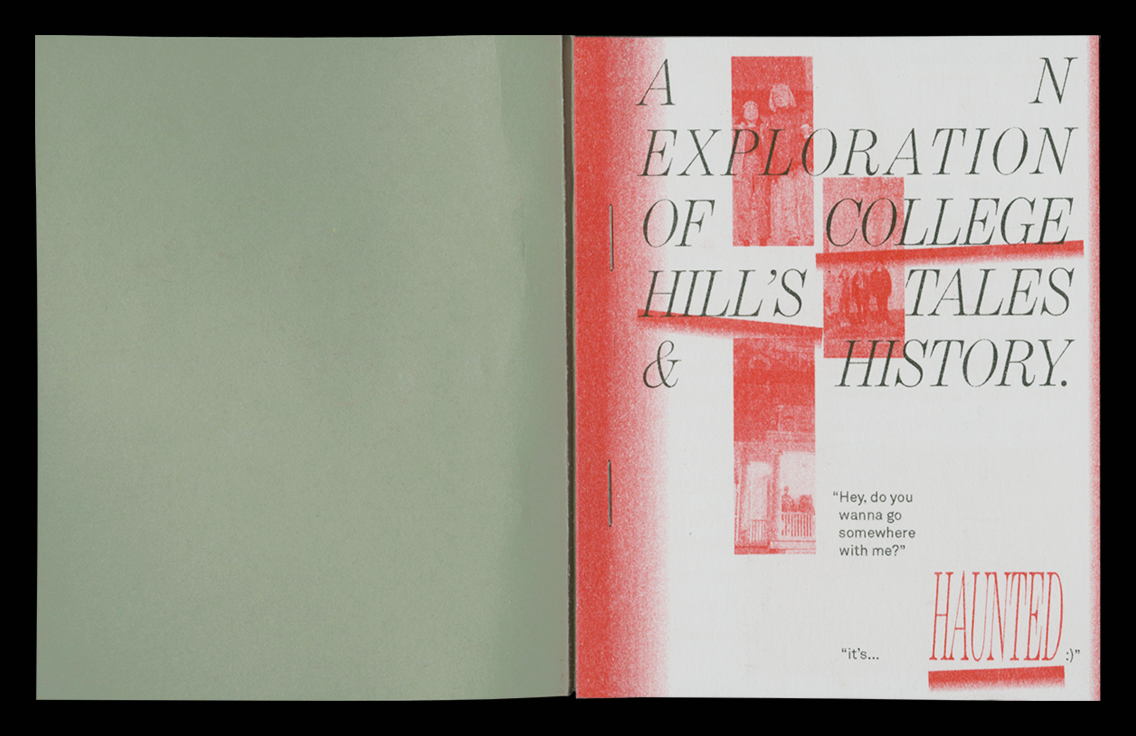 A N
EXPLORATION
OF COLLEGE
HILL’S TALES
& HISTORY.
“Hey, do you
wanna go
somewhere
with me?”
“it’s... HAUNTED :)”